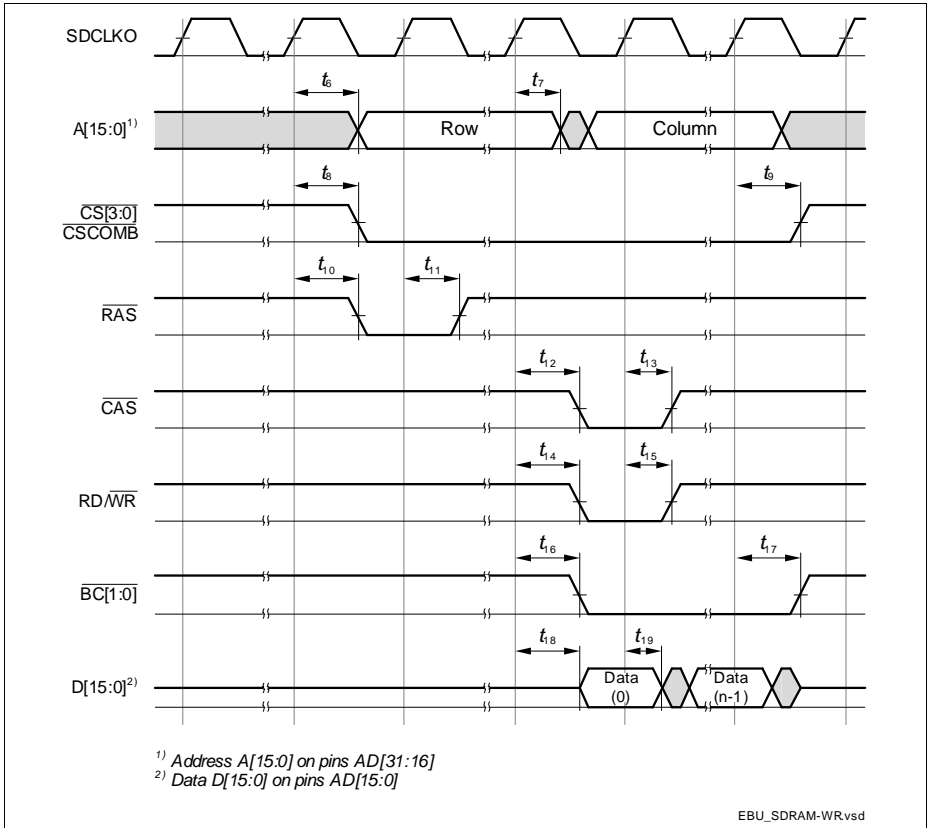 SDCLKO
t6 t7
A[15:0]1) Row Column
t8 t9
CS[3:0]
CSCOMB
t10 t11
RAS
t12 t13
CAS
t14 t15
RD/WR
t16 t17
BC[1:0]
t18 t19
D[15:0]2) Data (0) Data (n-1)
1) Address A[15:0] on pins AD[31:16]
2) Data D[15:0] on pins AD[15:0]
EBU_SDRAM-WR.vsd